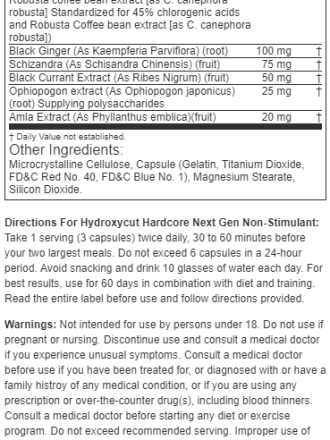 Robusta coffee bean extract [as C. canephora
robusta] Standardized for 45% chlorogenic acids
and Robusta Coffee bean extract [as C. canephora
robusta])
Black Ginger (As Kaempferia Parviflora) (root) 100 mg †
Schizandra (As Schisandra Chinensis) (fruit) 75 mg †
Black Currant Extract (As Ribes Nigrum) (fruit) 50 mg †
Ophiopogon extract (As Ophiopogon japonicus) 25 mg †
(root) Supplying polysaccharides
Amla Extract (As Phyllanthus emblica)(fruit) 20 mg †
† Daily Value not established.
Other Ingredients:
Microcrystalline Cellulose, Capsule (Gelatin, Titanium Dioxide,
FD&C Red No. 40, FD&C Blue No. 1), Magnesium Stearate,
Silicon Dioxide.
Directions For Hydroxycut Hardcore Next Gen Non-Stimulant:
Take 1 serving (3 capsules) twice daily, 30 to 60 minutes before
your two largest meals. Do not exceed 6 capsules in a 24-hour
period. Avoid snacking and drink 10 glasses of water each day. For
best results, use for 60 days in combination with diet and training.
Read the entire label before use and follow directions provided.
Warnings: Not intended for use by persons under 18. Do not use if
pregnant or nursing. Discontinue use and consult a medical doctor
if you experience unusual symptoms. Consult a medical doctor
before use if you have been treated for, or diagnosed with or have a
family histroy of any medical condition, or if you are using any
prescription or over-the-counter drug(s), including blood thinners.
Consult a medical doctor before starting any diet or exercise
program. Do not exceed recommended serving. Improper use of